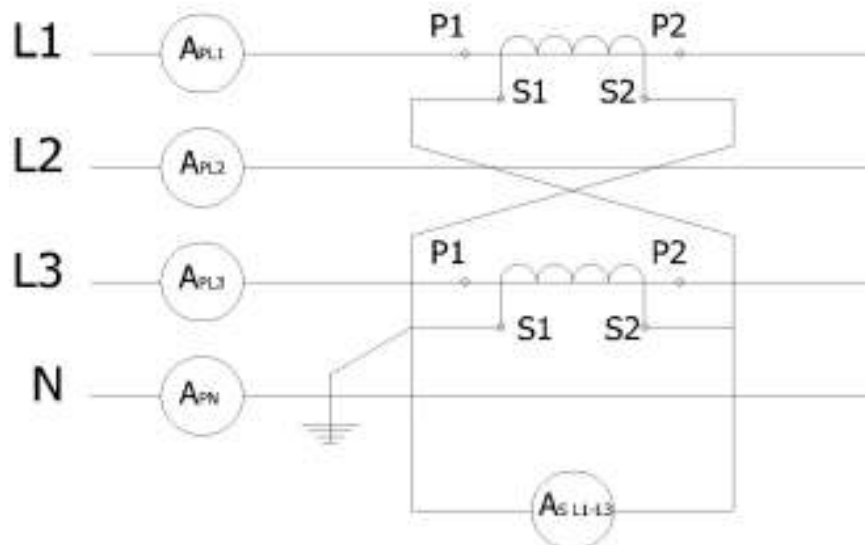 L1 APL1 P1 P2
S1 S2
L2 APL2
P1 P2
L3 APL3
S1 S2
N APN
AS L1-L3